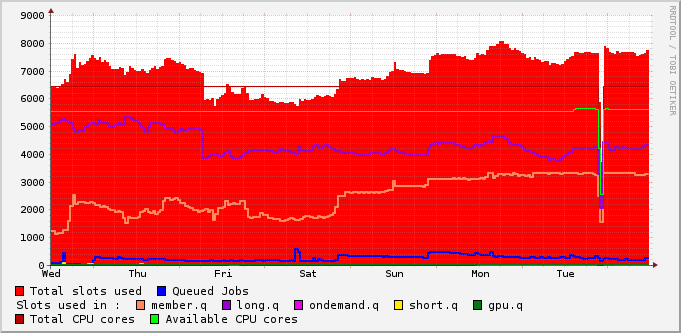 RRDTOOL / TOBI OETIKER
9000
8000
7000
6000
5000
4000
3000
2000
1000
0
Wed Thu Fri Sat Sun Mon Tue
Total slots used Queued Jobs
Slots used in : member.q long.q ondemand.q short.q gpu.q
Total CPU cores Available CPU cores